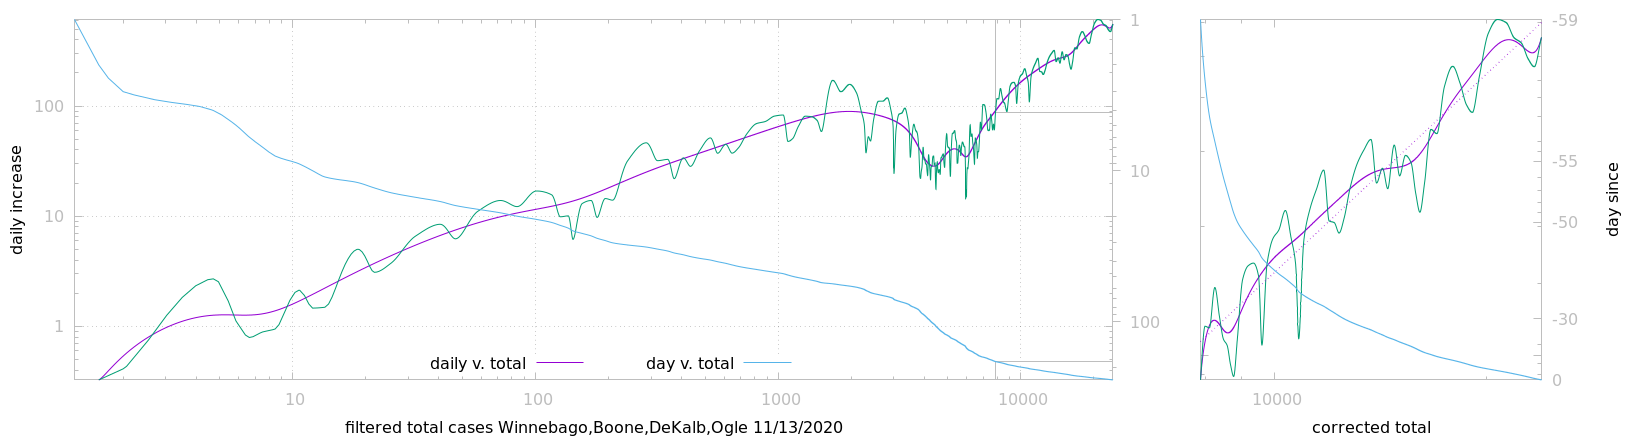 daily increase
100
10
1
10
100
1000
10000
1
10
100
daily v. total
day v. total
filtered total cases Winnebago,Boone,DeKalb,Ogle 11/13/2020
10000
corrected total
-59
-55
-50
-30
0
day since